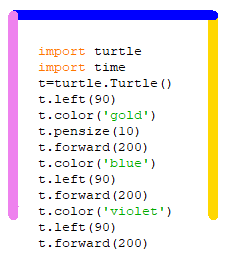 import turtle
import time
t=turtle.Turtle()
t.left(90)
t.color('gold')
t.pensize(10)
t.forward(200)
t.color('blue')
t.left(90)
t.forward(200)
t.color('violet')
t.left(90)
t.forward(200)